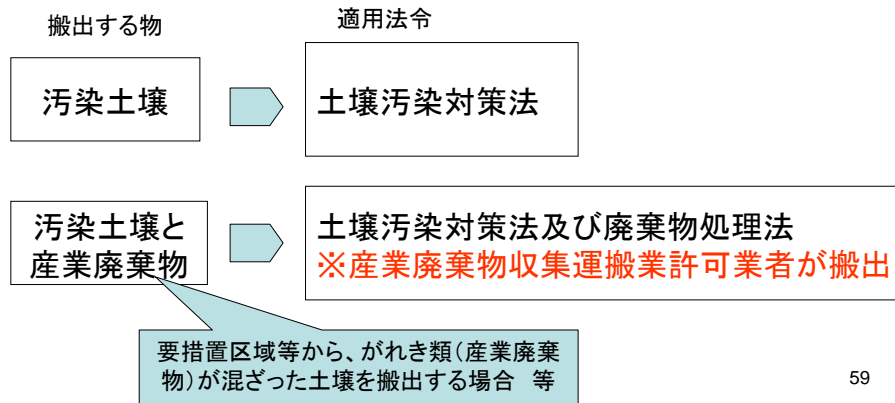 搬出する物
適用法令
汚染土壌
土壌汚染対策法
汚染土壌と
産業廃棄物
土壌汚染対策法及び廃棄物処理法
※産業廃棄物収集運搬業許可業者が搬出
要措置区域等から、がれき類(産業廃棄
物)が混ざった土壌を搬出する場合　等
59